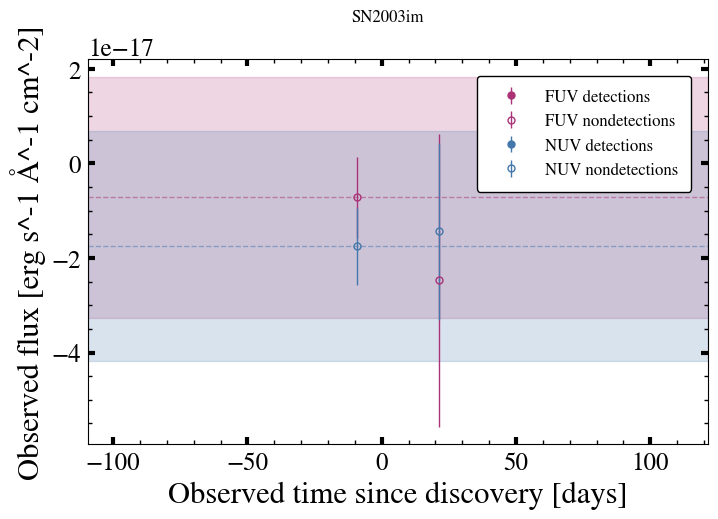 SN2003im
1e−17
2
0
−2
−4
Observed flux [erg s^-1 Å^-1 cm^-2]
FUV detections
FUV nondetections
NUV detections
NUV nondetections
−100
−50
0
50
100
Observed time since discovery [days]